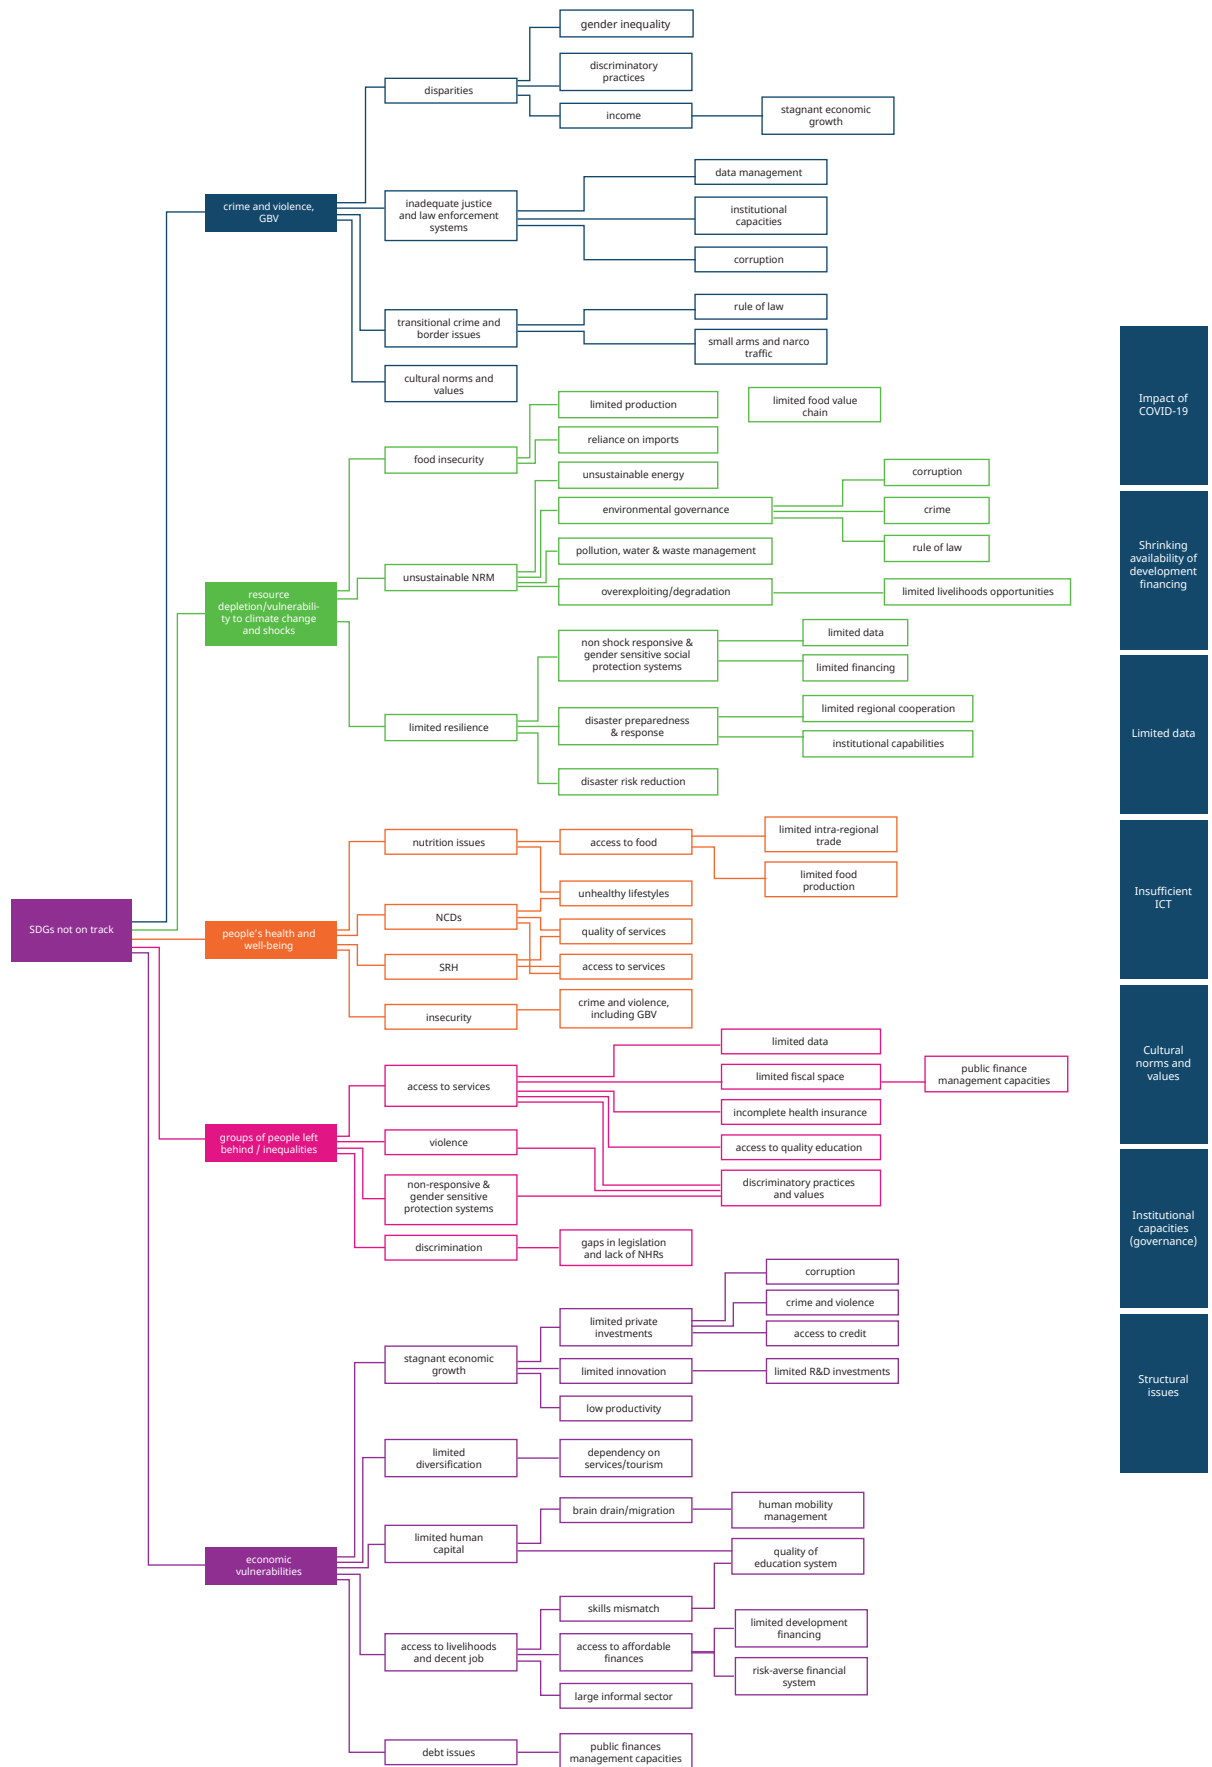 SDGs not on track
crime and violence,
GBV
disparities
gender inequality
discriminatory
practices
income
stagnant economic
growth
inadequate justice
and law enforcement
systems
data management
institutional
capacities
corruption
transitional crime and
border issues
rule of law
small arms and narco
traffic
cultural norms and
values
resource
depletion/vulnerabili-
ty to climate change
and shocks
food insecurity
limited production
limited food value
chain
reliance on imports
unsustainable NRM
unsustainable energy
environmental governance
corruption
crime
rule of law
pollution, water & waste management
overexploiting/degradation
limited livelihoods opportunities
limited resilience
non shock responsive &
gender sensitive social
protection systems
limited data
limited financing
disaster preparedness
& response
limited regional cooperation
institutional capabilities
disaster risk reduction
people's health and
well-being
nutrition issues
access to food
limited intra-regional
trade
limited food
production
unhealthy lifestyles
NCDs
quality of services
SRH
access to services
insecurity
crime and violence,
including GBV
groups of people left
behind / inequalities
access to services
limited data
limited fiscal space
public finance
management capacities
incomplete health insurance
access to quality education
violence
discriminatory practices
and values
non-responsive &
gender sensitive
protection systems
discrimination
gaps in legislation
and lack of NHRs
economic
vulnerabilities
stagnant economic
growth
limited private
investments
corruption
crime and violence
access to credit
limited innovation
limited R&D investments
low productivity
limited
diversification
dependency on
services/tourism
limited human
capital
brain drain/migration
human mobility
management
quality of
education system
access to livelihoods
and decent job
skills mismatch
access to affordable
finances
limited development
financing
risk-averse financial
system
large informal sector
debt issues
public finances
management capacities
Impact of
COVID-19
Shrinking
availability of
development
financing
Limited data
Insufficient
ICT
Cultural
norms and
values
Institutional
capacities
(governance)
Structural
issues